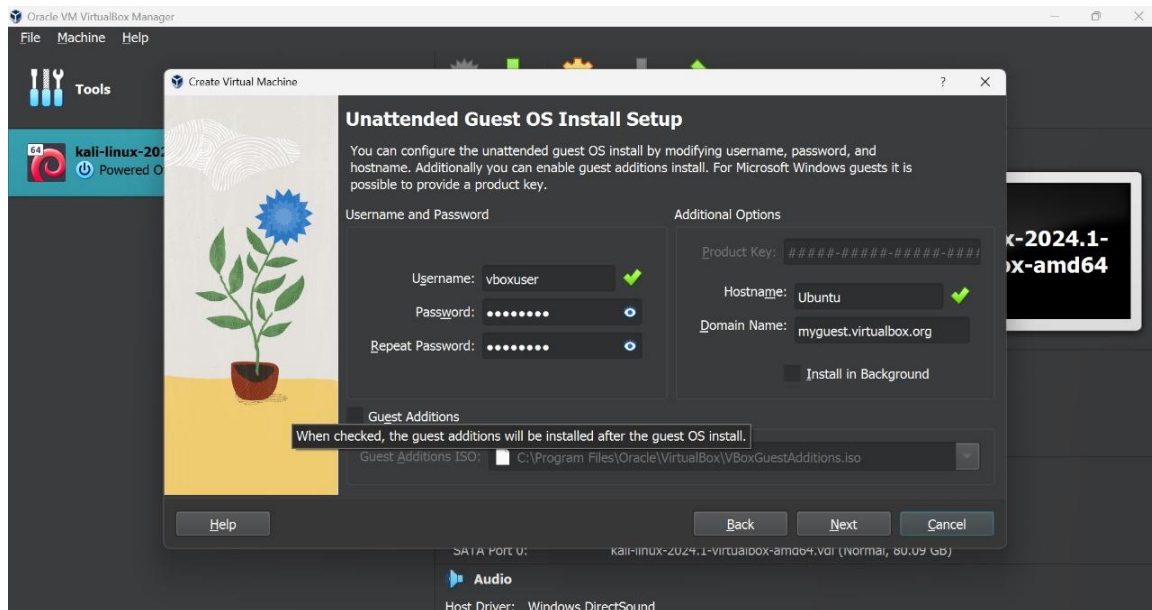 Oracle VM VirtualBox Manager
File Machine Help
Tools
64
kali-linux-202
Powered O
x-2024.1-
ox-amd64
Create Virtual Machine
?
Unattended Guest OS Install Setup
You can configure the unattended guest OS install by modifying username, password, and
hostname. Additionally you can enable guest additions install. For Microsoft Windows guests it is
possible to provide a product key.
Username and Password
Username: vboxuser
Password: ●●●●●●●●
Repeat Password: ●●●●●●●●
Additional Options
Product Key: #####-#####-#####-####
Hostname: Ubuntu
Domain Name: myguest.virtualbox.org
Install in Background
Guest Additions
When checked, the guest additions will be installed after the guest OS install.
Guest Additions ISO: C:\Program Files\Oracle\VirtualBox\VBoxGuestAdditions.iso
Help Back Next Cancel
SATA Port 0: kali-linux-2024.1-virtualbox-amd64.vdi (Normal, 80.09 GB)
Audio
Host Driver: Windows DirectSound